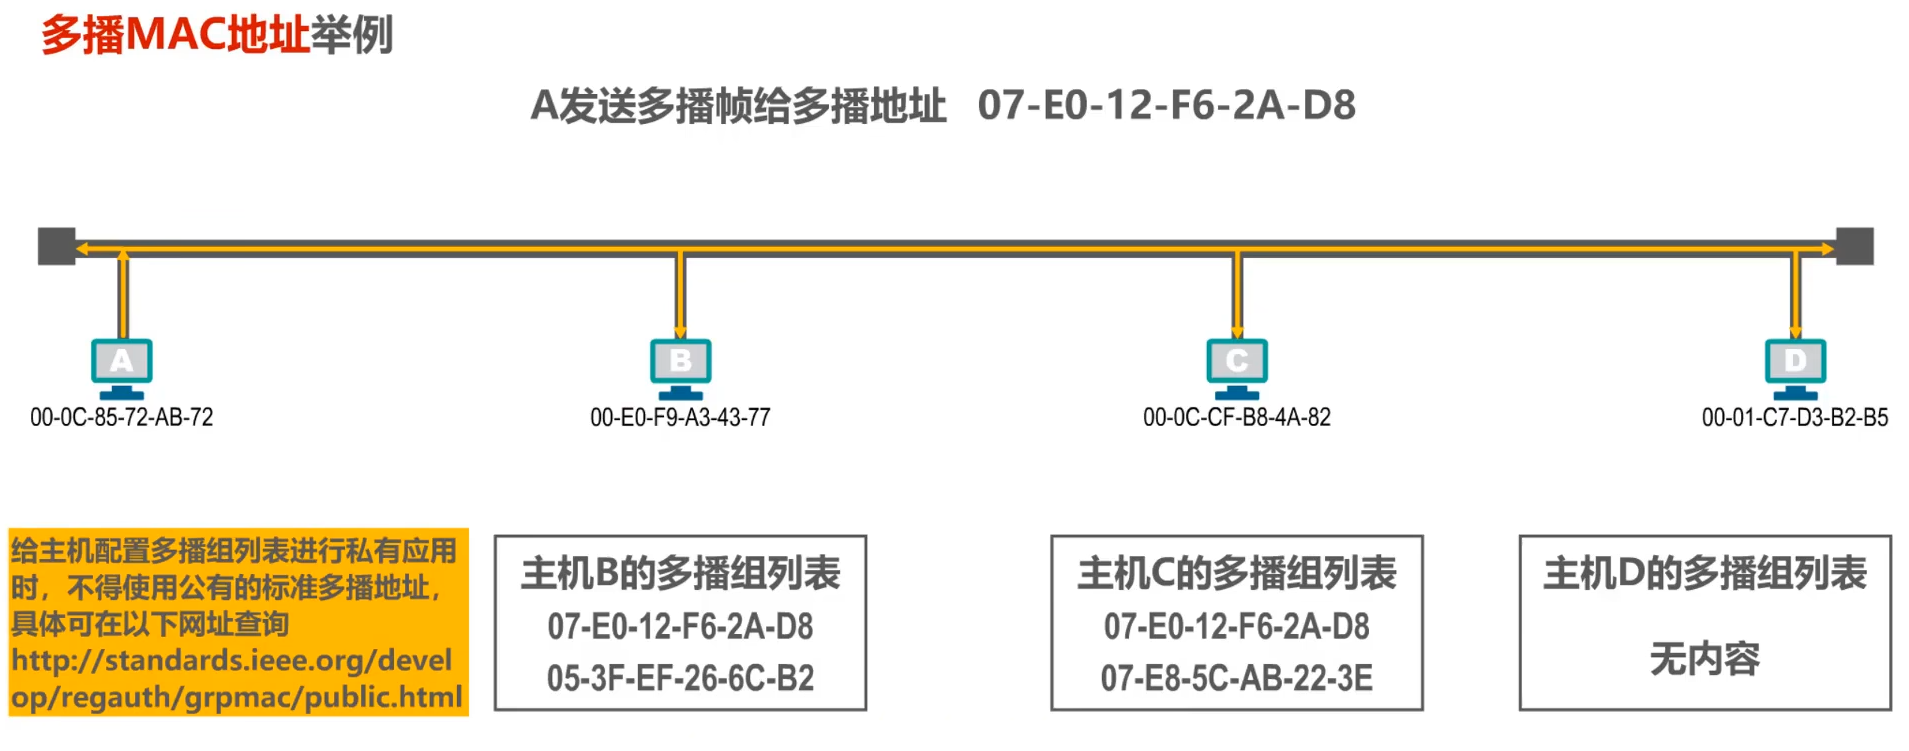 多播MAC地址举例
A发送多播帧给多播地址 07-E0-12-F6-2A-D8
A
B
C
D
00-0C-85-72-AB-72
00-E0-F9-A3-43-77
00-0C-CF-B8-4A-82
00-01-C7-D3-B2-B5
给主机配置多播组列表进行私有应用
时，不得使用公有的标准多播地址，
具体可在以下网址查询
http://standards.ieee.org/devel
op/regauth/grpmac/public.html
主机B的多播组列表
07-E0-12-F6-2A-D8
05-3F-EF-26-6C-B2
主机C的多播组列表
07-E0-12-F6-2A-D8
07-E8-5C-AB-22-3E
主机D的多播组列表
无内容